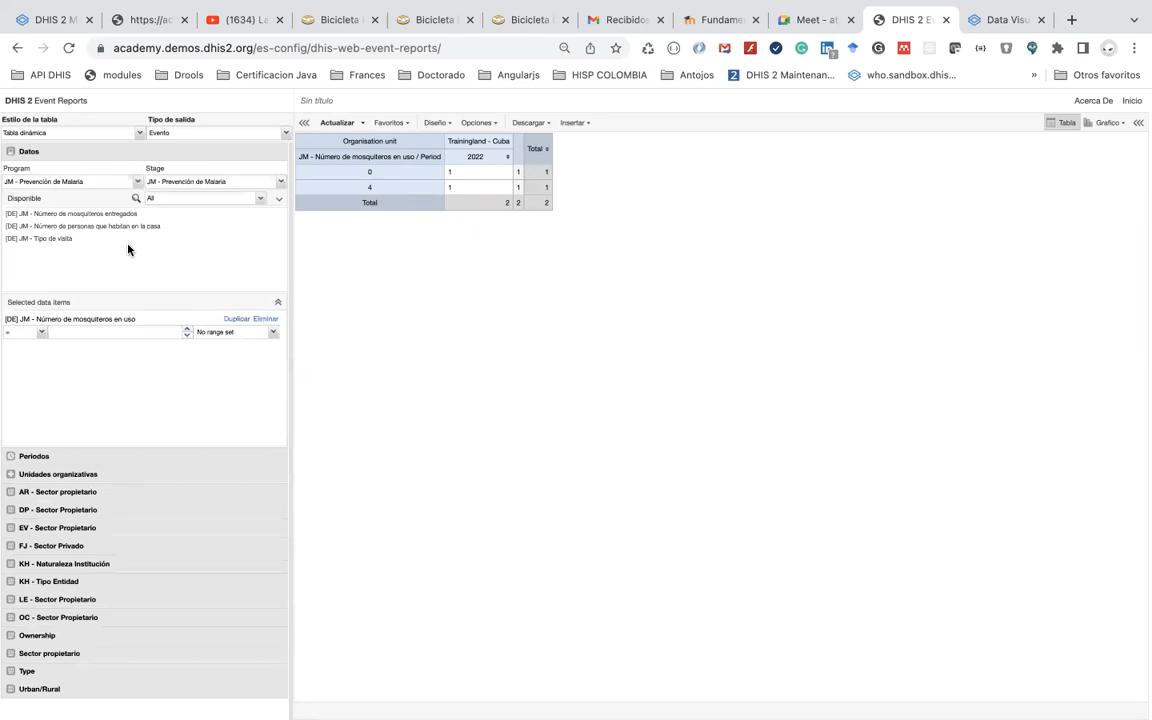 DHIS 2 M
https://ac
(1634) La
Bicicleta
Bicicleta
Bicicleta
Recibidos
Fundame
Meet - at
DHIS 2 Ev
Data Visu
academy.demos.dhis2.org/es-config/dhis-web-event-reports/
API DHIS
modules
Drools
Certificacion Java
Frances
Doctorado
Angularjs
HISP COLOMBIA
Antojos
DHIS 2 Maintenan...
who.sandbox.dhis...
»
Otros favoritos
DHIS 2 Event Reports
Sin título
Acerca De
Inicio
Estilo de la tabla
Tipo de salida
Tabla dinámica
Evento
Actualizar
Favoritos
Diseño
Opciones
Descargar
Insertar
Tabla
Grafico
Datos
Program
Stage
JM - Prevención de Malaria
JM - Prevención de Malaria
Disponible
All
[DE] JM - Número de mosquiteros entregados
[DE] JM - Número de personas que habitan en la casa
[DE] JM - Tipo de visita
Selected data items
[DE] JM - Número de mosquiteros en uso
Duplicar
Eliminar
=
No range set
Periodos
Unidades organizativas
AR - Sector propietario
DP - Sector Propietario
EV - Sector Propietario
FJ - Sector Privado
KH - Naturaleza Institución
KH - Tipo Entidad
LE - Sector Propietario
OC - Sector Propietario
Ownership
Sector propietario
Type
Urban/Rural
Organisation unit
Trainingland - Cuba
Total
JM - Número de mosquiteros en uso / Period
2022
0 1 1 1
4 1 1 1
Total 2 2 2